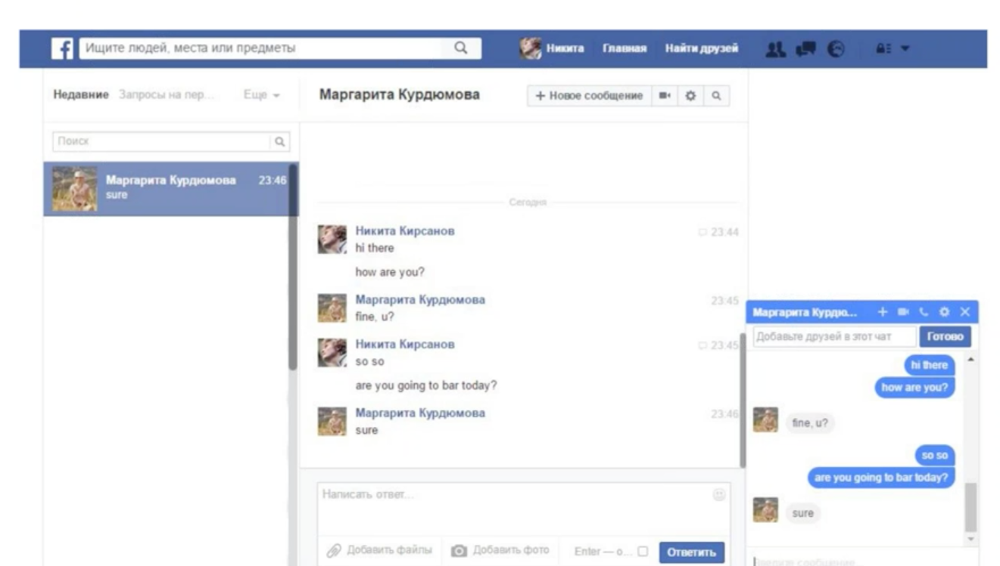 f
Ищите людей, места или предметы
Никита Главная Найти друзей
Недавние Запросы на пер... Еще
Маргарита Курдюмова
+ Новое сообщение
Поиск
Маргарита Курдюмова 23:46
sure
Сегодня
Никита Кирсанов 23:44
hi there
how are you?
Маргарита Курдюмова 23:45
fine, u?
Никита Кирсанов 23:45
so so
are you going to bar today?
Маргарита Курдюмова 23:46
sure
Написать ответ...
Добавить файлы Добавить фото Enter — о... Ответить
Маргарита Курдю...
Добавьте друзей в этот чат Готово
hi there
how are you?
fine, u?
so so
are you going to bar today?
sure
сообщение...